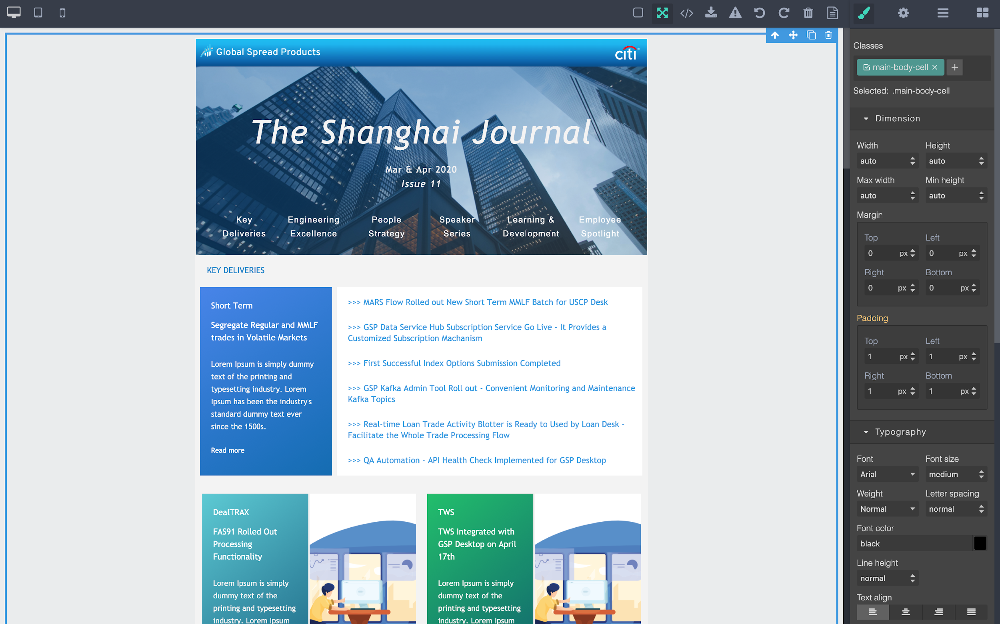 Global Spread Products
citi
The Shanghai Journal
Mar & Apr 2020
Issue 11
Key
Deliveries
Engineering
Excellence
People
Strategy
Speaker
Series
Learning &
Development
Employee
Spotlight
KEY DELIVERIES
Short Term
Segregate Regular and MMLF
trades in Volatile Markets
Lorem Ipsum is simply dummy
text of the printing and
typesetting industry. Lorem
Ipsum has been the industry's
standard dummy text ever
since the 1500s.
Read more
>>> MARS Flow Rolled out New Short Term MMLF Batch for USCP Desk
>>> GSP Data Service Hub Subscription Service Go Live - It Provides a
Customized Subscription Machanism
>>> First Successful Index Options Submission Completed
>>> GSP Kafka Admin Tool Roll out - Convenient Monitoring and Maintenance
Kafka Topics
>>> Real-time Loan Trade Activity Blotter is Ready to Used by Loan Desk -
Facilitate the Whole Trade Processing Flow
>>> QA Automation - API Health Check Implemented for GSP Desktop
DealTRAX
FAS91 Rolled Out
Processing
Functionality
Lorem Ipsum is simply
dummy text of the
printing and typesetting
industry. Lorem Ipsum
TWS
TWS Integrated with
GSP Desktop on April
17th
Lorem Ipsum is simply
dummy text of the
printing and typesetting
industry. Lorem Ipsum
Classes
main-body-cell
Selected: .main-body-cell
Dimension
Width Height
auto auto
Max width Min height
auto auto
Margin
Top Left
0 px 0 px
Right Bottom
0 px 0 px
Padding
Top Left
1 px 1 px
Right Bottom
1 px 1 px
Typography
Font Font size
Arial medium
Weight Letter spacing
Normal normal
Font color
black
Line height
normal
Text align